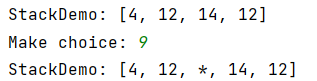 StackDemo: [4, 12, 14, 12]
Make choice: 9
StackDemo: [4, 12, *, 14, 12]